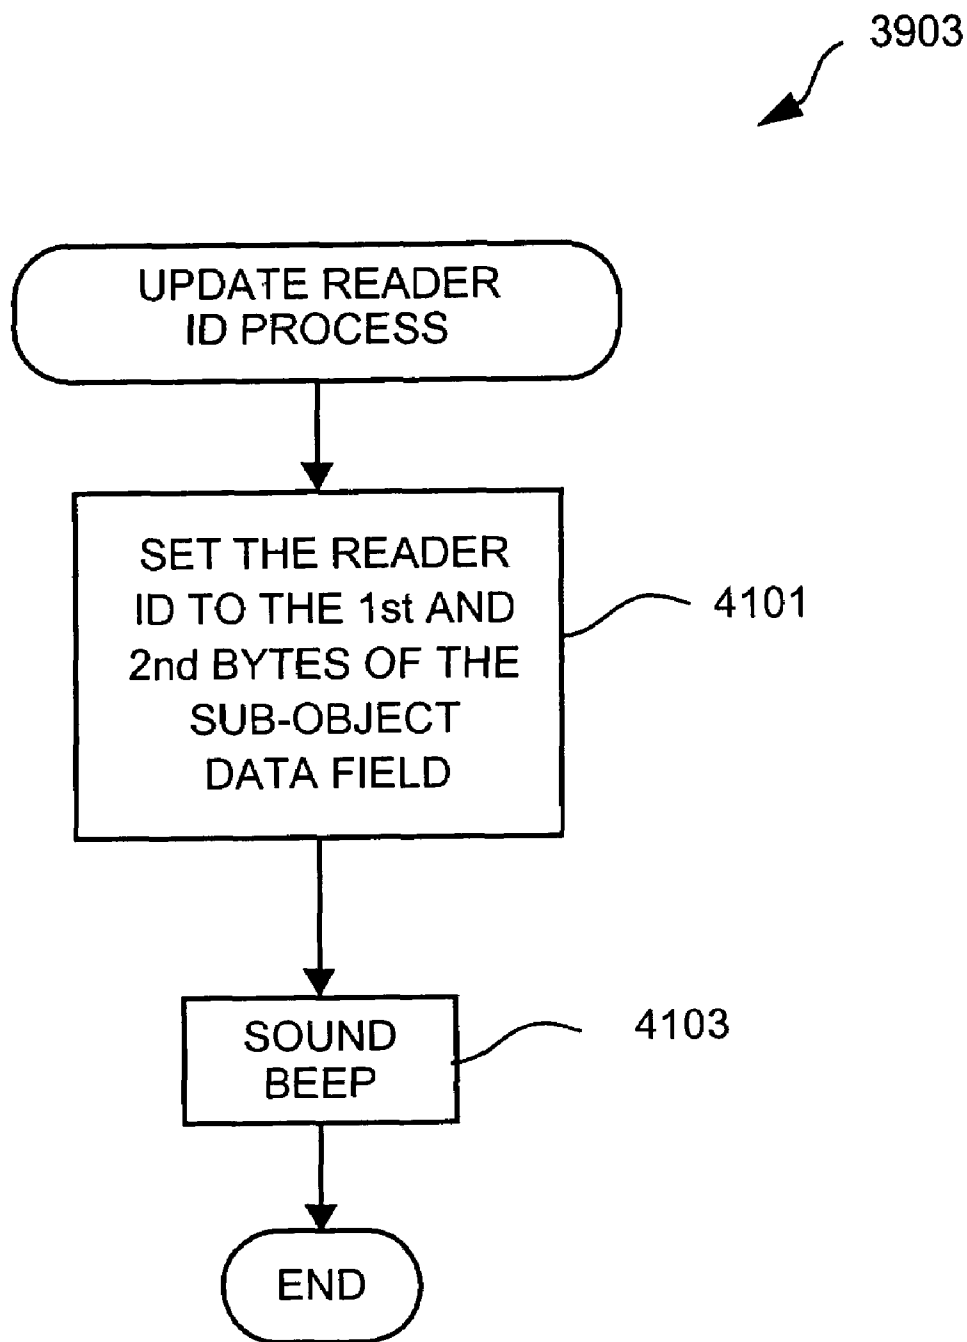 3903
UPDATE READER
ID PROCESS
SET THE READER
ID TO THE 1st AND
2nd BYTES OF THE
SUB-OBJECT
DATA FIELD
4101
SOUND
BEEP
4103
END